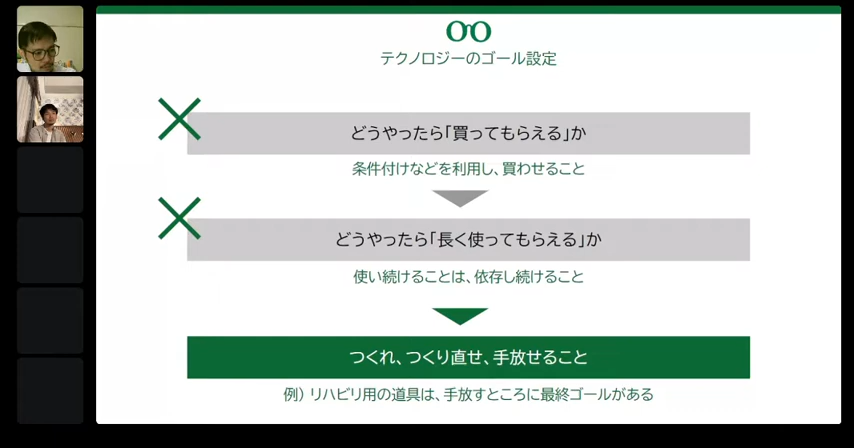 テクノロジーのゴール設定
どうやったら「買ってもらえる」か
条件付けなどを利用し、買わせること
どうやったら「長く使ってもらえる」か
使い続けることは、依存し続けること
つくれ、つくり直せ、手放せること
例）リハビリ用の道具は、手放すところに最終ゴールがある